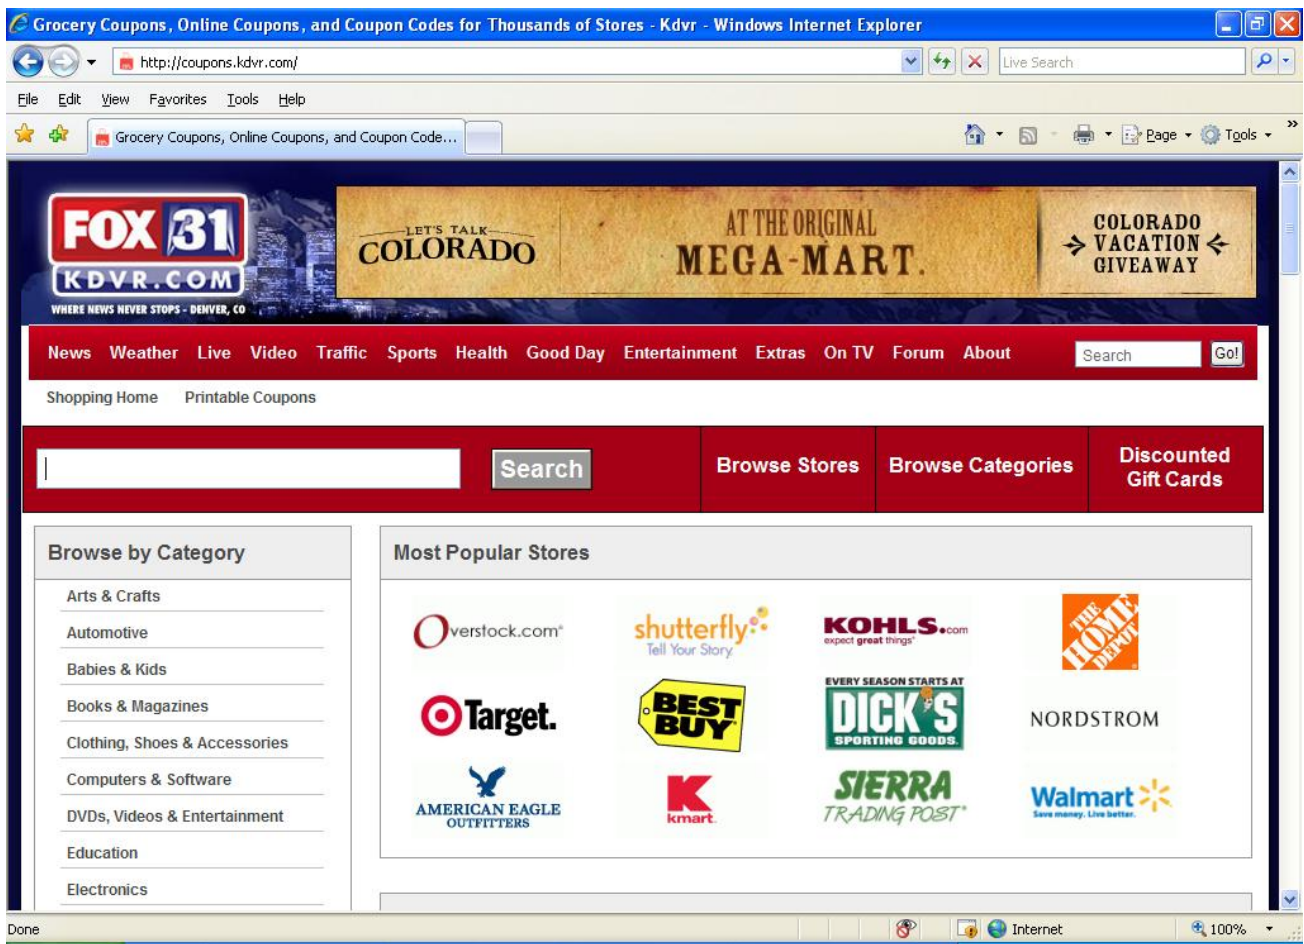 Grocery Coupons, Online Coupons, and Coupon Codes for Thousands of Stores - Kdvr - Windows Internet Explorer
http://coupons.kdvr.com/
Live Search
File Edit View Favorites Tools Help
Grocery Coupons, Online Coupons, and Coupon Code...
Page Tools
FOX 31
KDVR.COM
WHERE NEWS NEVER STOPS - DENVER, CO
LET'S TALK
COLORADO
AT THE ORIGINAL
MEGA-MART.
COLORADO
VACATION
GIVEAWAY
News Weather Live Video Traffic Sports Health Good Day Entertainment Extras On TV Forum About Search Go!
Shopping Home Printable Coupons
Search
Browse Stores
Browse Categories
Discounted
Gift Cards
Browse by Category
Arts & Crafts
Automotive
Babies & Kids
Books & Magazines
Clothing, Shoes & Accessories
Computers & Software
DVDs, Videos & Entertainment
Education
Electronics
Most Popular Stores
Overstock.com
shutterfly
Tell Your Story
KOHLS.com
expect great things
THE
HOME
DEPOT
Target.
BEST
BUY
EVERY SEASON STARTS AT
DICK'S
SPORTING GOODS
NORDSTROM
AMERICAN EAGLE
OUTFITTERS
K
kmart
SIERRA
TRADING POST
Walmart
Save money. Live better.
Done
Internet
100%